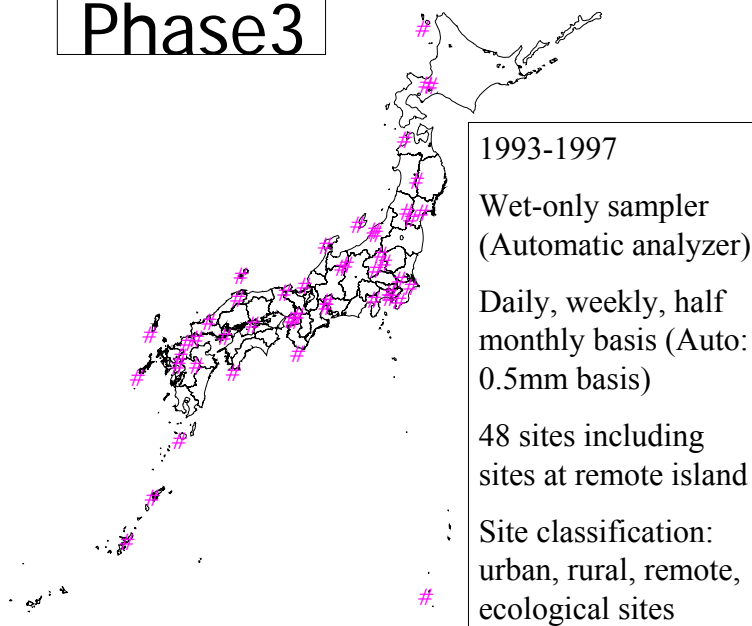 Phase3
1993-1997
Wet-only sampler
(Automatic analyzer)
Daily, weekly, half
monthly basis (Auto:
0.5mm basis)
48 sites including
sites at remote island
Site classification:
urban, rural, remote,
ecological sites